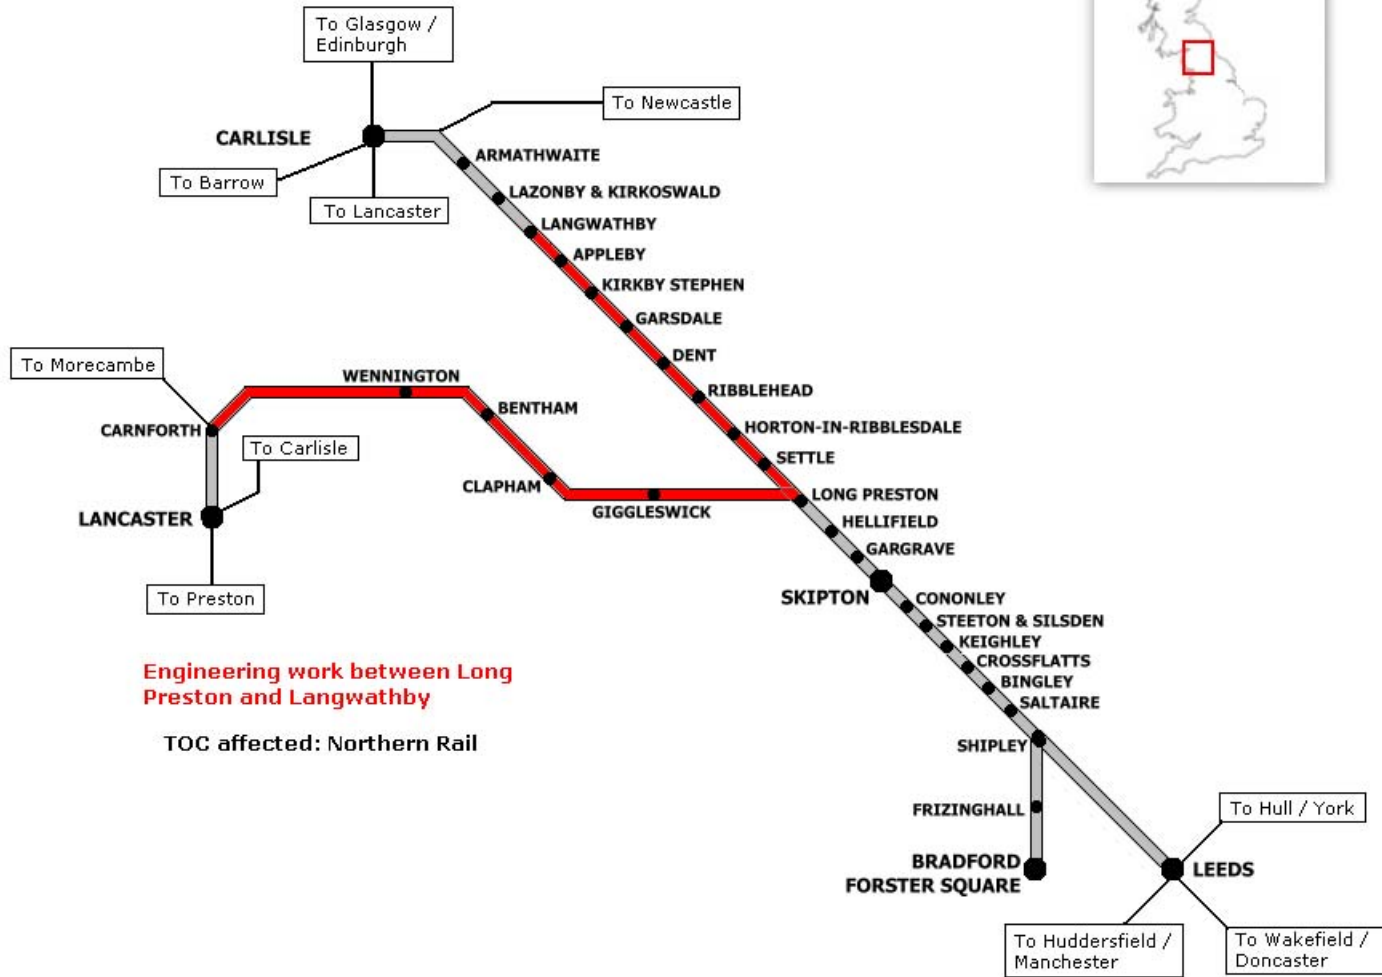 To Glasgow /
Edinburgh
To Newcastle
CARLISLE
ARMATHWAITE
To Barrow
LAZONBY & KIRKOSWALD
To Lancaster
LANGWATHBY
APPLEBY
KIRKBY STEPHEN
GARSDALE
DENT
To Morecambe
WENNINGTON
RIBBLEHEAD
BENTHAM
HORTON-IN-RIBBLESDALE
CARNFORTH
To Carlisle
SETTLE
CLAPHAM
LONG PRESTON
GIGGLESWICK
LANCASTER
HELLIFIELD
GARGRAVE
To Preston
SKIPTON
CONONLEY
STEETON & SILSDEN
KEIGHLEY
CROSSFLATTS
BINGLEY
SALTAIRE
Engineering work between Long
Preston and Langwathby
TOC affected: Northern Rail
SHIPLEY
FRIZINGHALL
To Hull / York
BRADFORD
FORSTER SQUARE
LEEDS
To Huddersfield /
Manchester
To Wakefield /
Doncaster